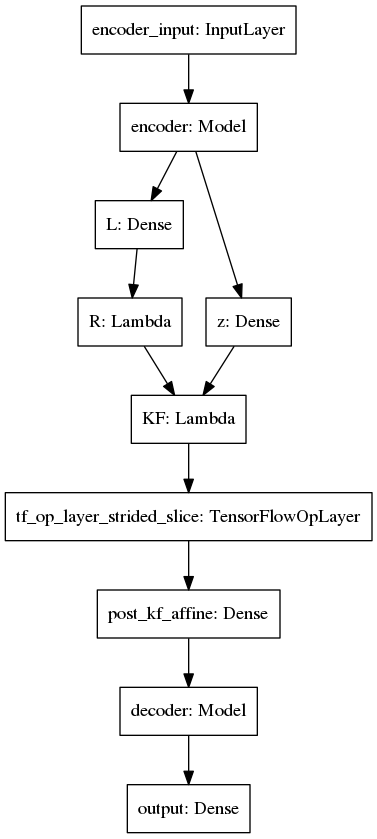 encoder_input: InputLayer
encoder: Model
L: Dense
R: Lambda
z: Dense
KF: Lambda
tf_op_layer_strided_slice: TensorFlowOpLayer
post_kf_affine: Dense
decoder: Model
output: Dense